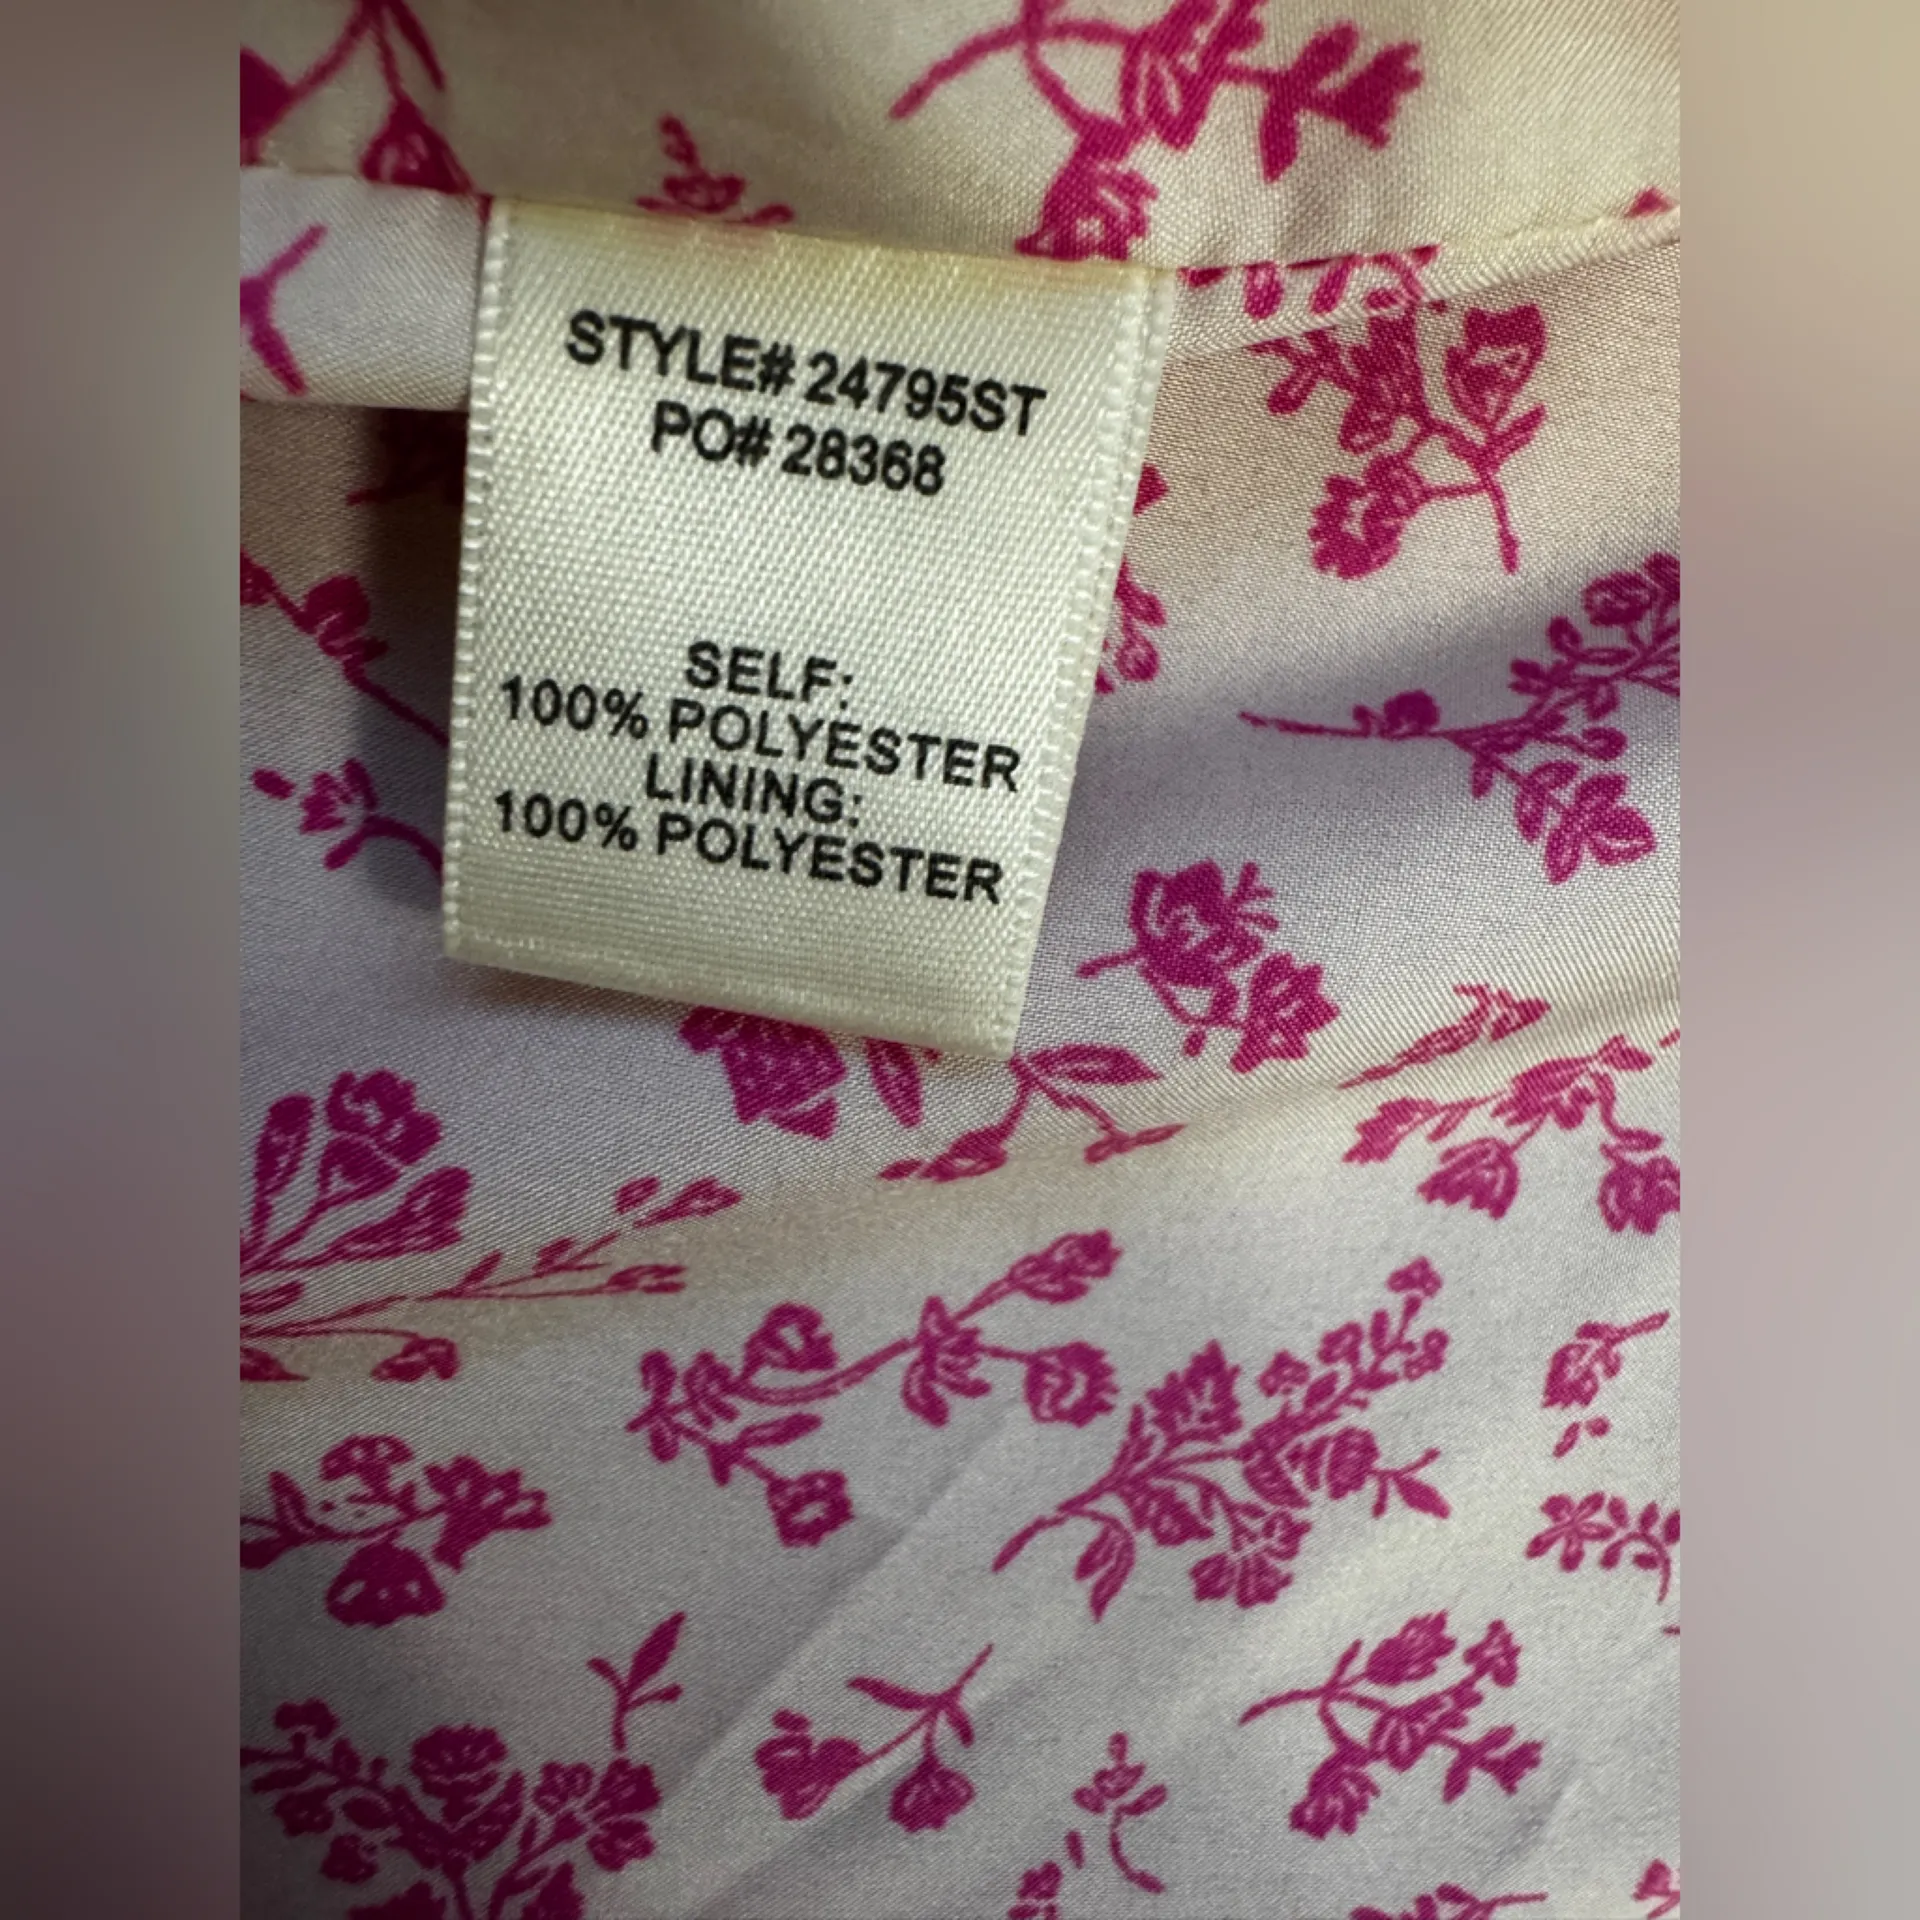 STYLE# 24795ST
PO# 28368
SELF:
100% POLYESTER
LINING:
100% POLYESTER